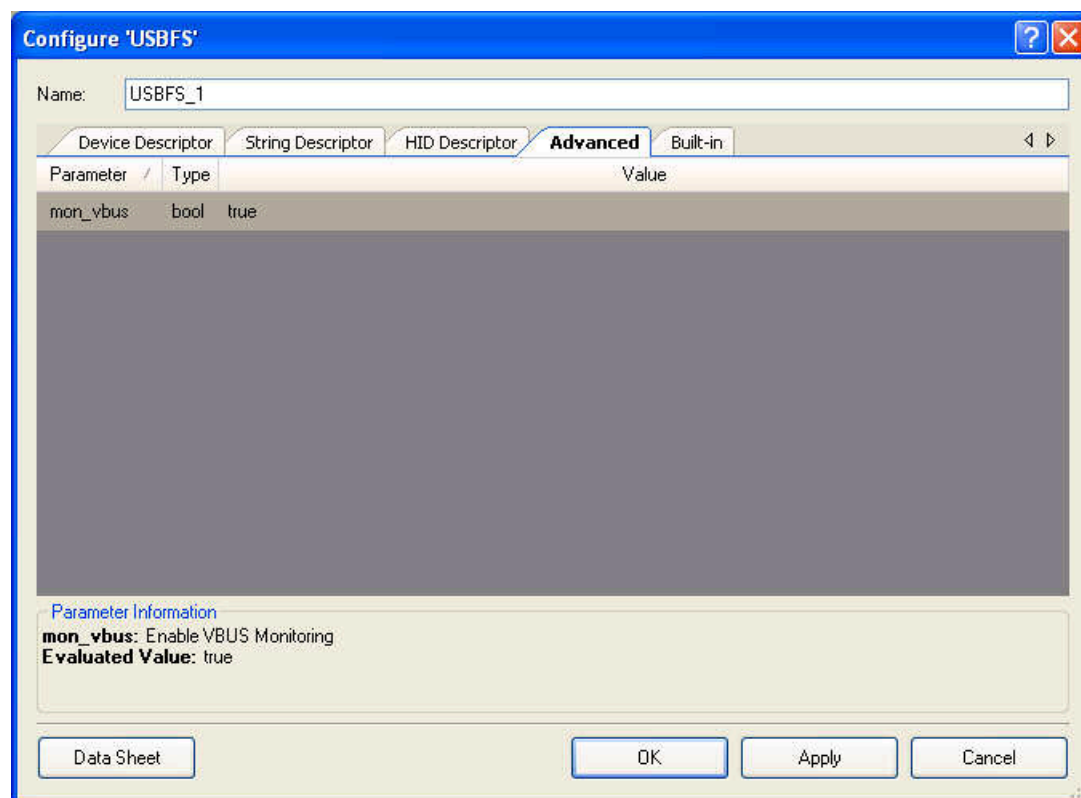 Configure 'USBFS'
Name: USBFS_1
Device Descriptor String Descriptor HID Descriptor Advanced Built-in
Parameter Type Value
mon_vbus bool true
Parameter Information
mon_vbus: Enable VBUS Monitoring
Evaluated Value: true
Data Sheet OK Apply Cancel